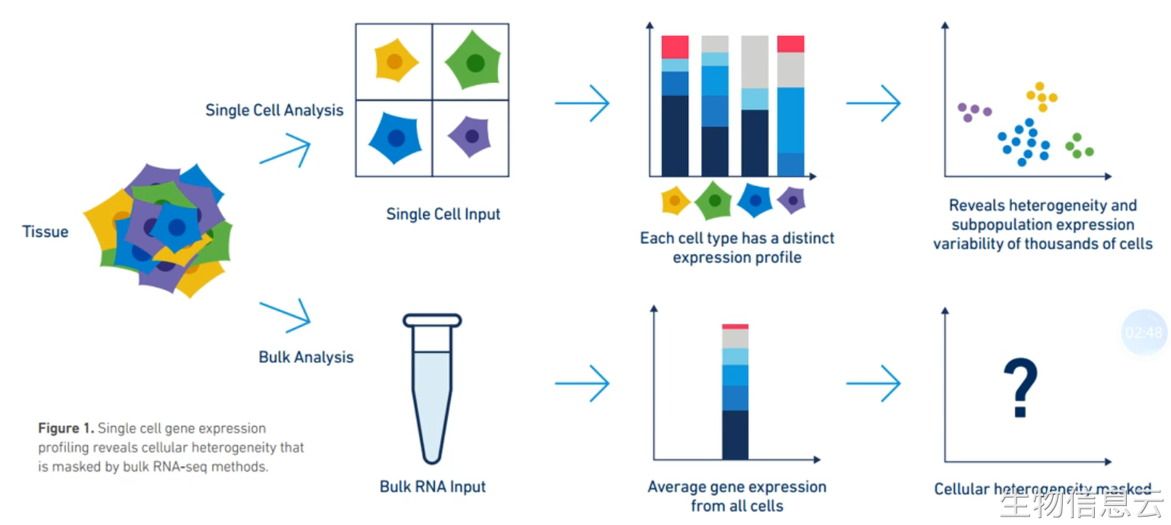 Single Cell Analysis
Tissue
Single Cell Input
Each cell type has a distinct
expression profile
Reveals heterogeneity and
subpopulation expression
variability of thousands of cells
Bulk Analysis
02:48
?
Figure 1. Single cell gene expression
profiling reveals cellular heterogeneity that
is masked by bulk RNA-seq methods.
Bulk RNA Input
Average gene expression
from all cells
Cellular heterogeneity masked
生物信息云